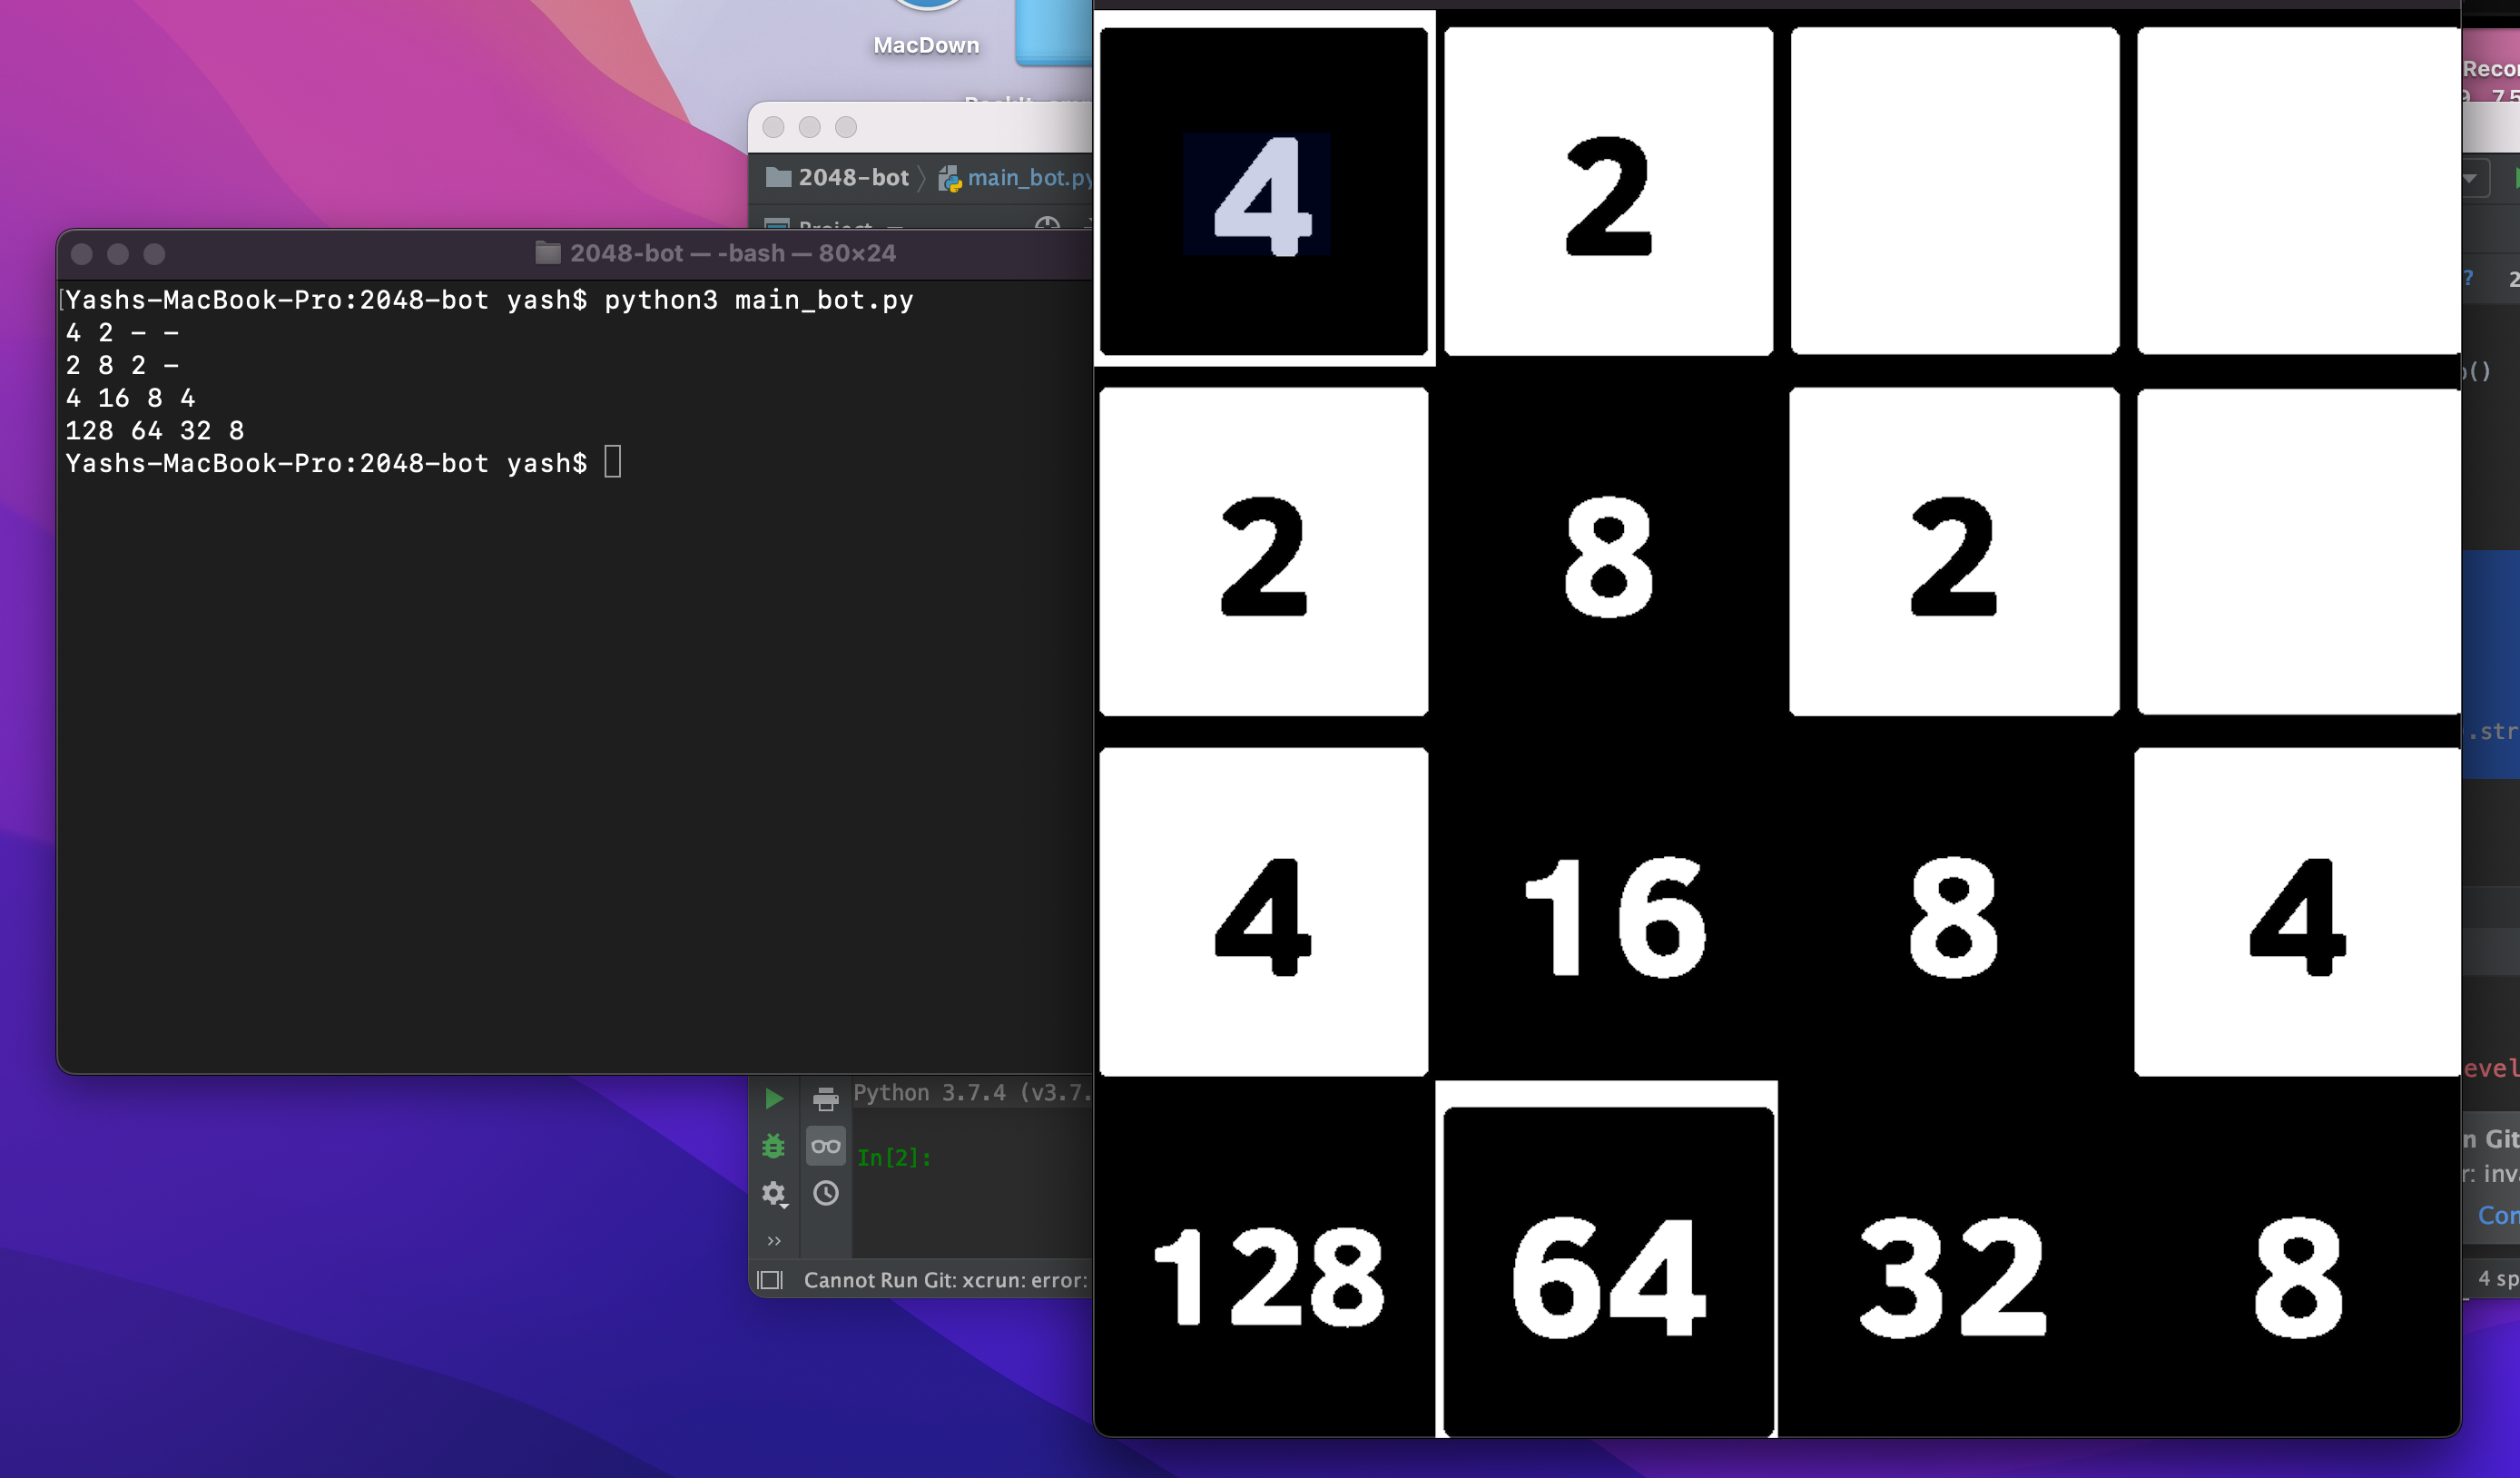 MacDown
Recor
2048-bot
main_bot.py
Project
2048-bot — -bash — 80×24
Yashs-MacBook-Pro:2048-bot yash$ python3 main_bot.py
4 2 - -
2 8 2 -
4 16 8 4
128 64 32 8
Yashs-MacBook-Pro:2048-bot yash$
4 2
2 8 2
4 16 8 4
128 64 32 8
?
()
.str
evel
n Git
r: inv
Con
4 sp
Python 3.7.4 (v3.7.
In[2]:
Cannot Run Git: xcrun: error: